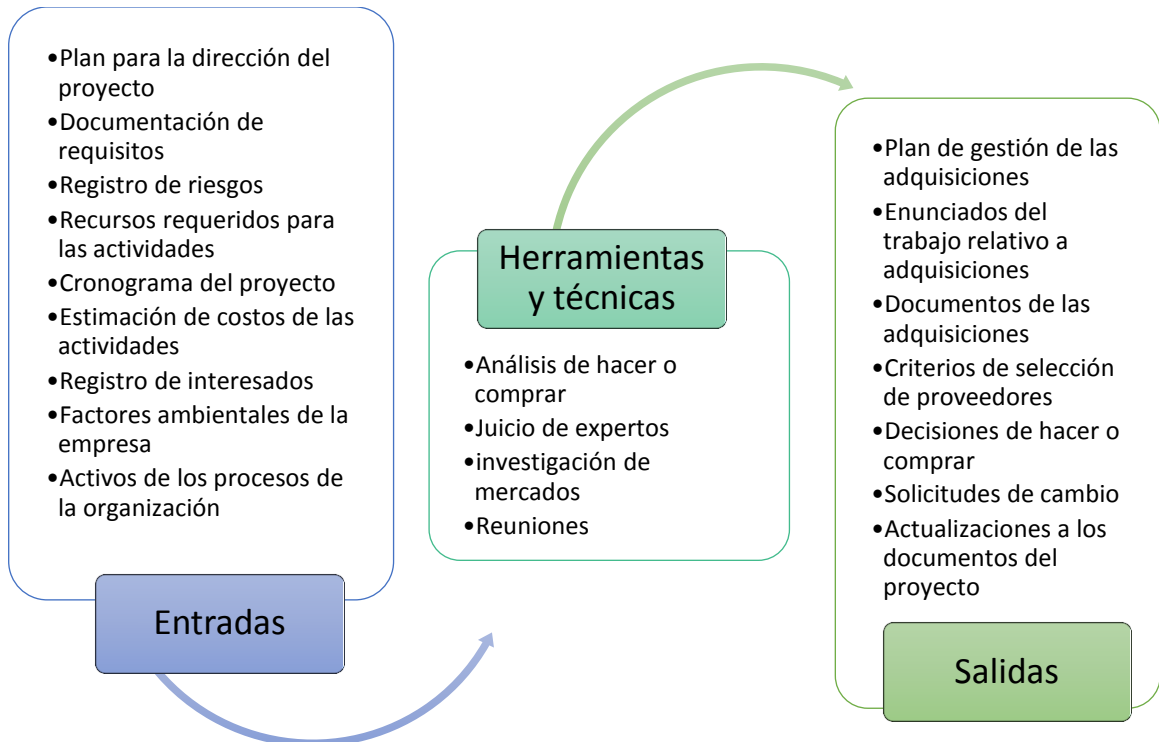 •Plan para la dirección del
proyecto
•Documentación de
requisitos
•Registro de riesgos
•Recursos requeridos para
las actividades
•Cronograma del proyecto
•Estimación de costos de las
actividades
•Registro de interesados
•Factores ambientales de la
empresa
•Activos de los procesos de
la organización
Entradas
Herramientas
y técnicas
•Análisis de hacer o
comprar
•Juicio de expertos
•investigación de
mercados
•Reuniones
•Plan de gestión de las
adquisiciones
•Enunciados del
trabajo relativo a
adquisiciones
•Documentos de las
adquisiciones
•Criterios de selección
de proveedores
•Decisiones de hacer o
comprar
•Solicitudes de cambio
•Actualizaciones a los
documentos del
proyecto
Salidas